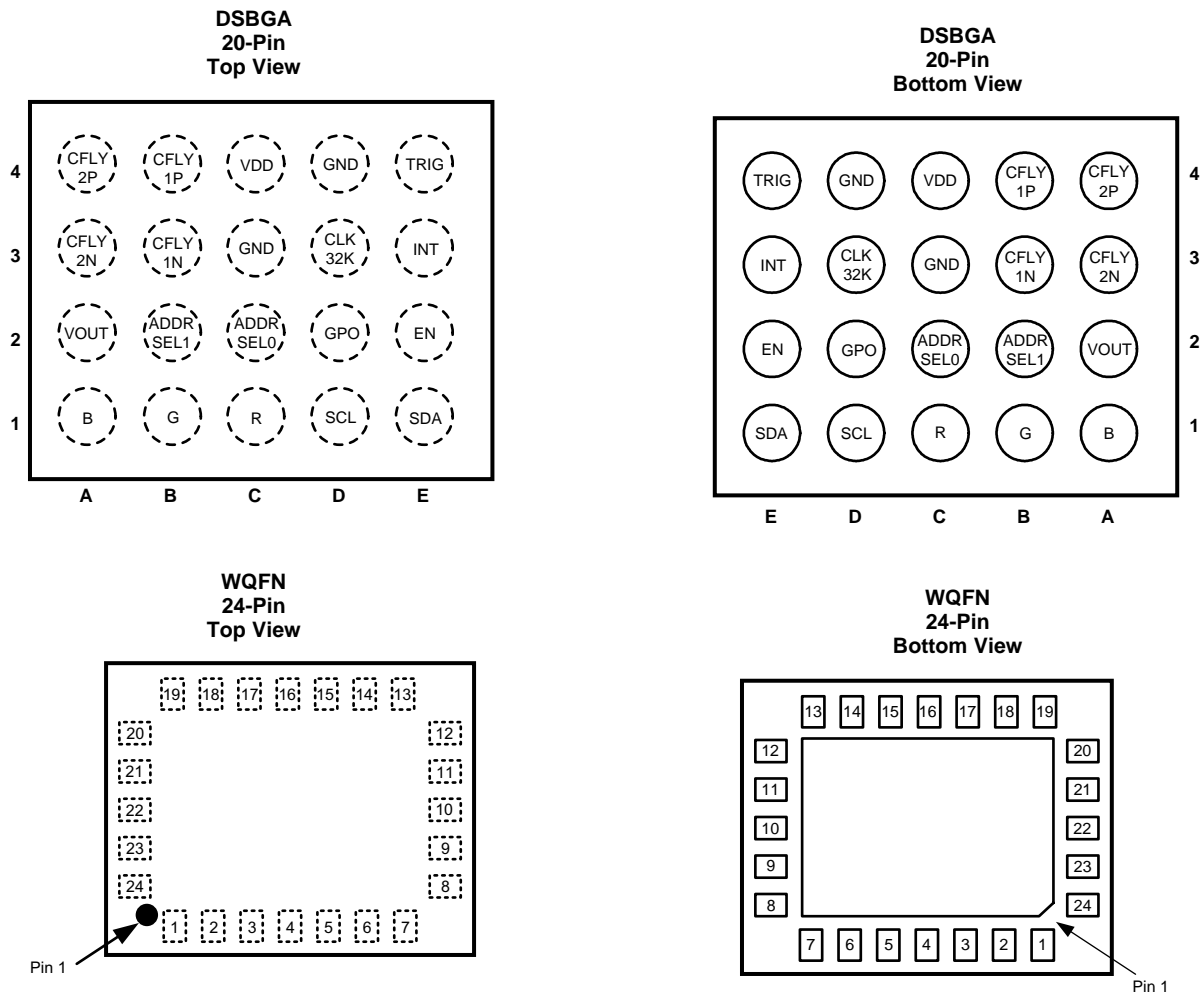 DSBGA
20-Pin
Top View
4
CFLY
2P
CFLY
1P
VDD
GND
TRIG
3
CFLY
2N
CFLY
1N
GND
CLK
32K
INT
2
VOUT
ADDR
SEL1
ADDR
SEL0
GPO
EN
1
B
G
R
SCL
SDA
A B C D E
DSBGA
20-Pin
Bottom View
TRIG
GND
VDD
CFLY
1P
CFLY
2P
4
INT
CLK
32K
GND
CFLY
1N
CFLY
2N
3
EN
GPO
ADDR
SEL0
ADDR
SEL1
VOUT
2
SDA
SCL
R
G
B
1
E D C B A
WQFN
24-Pin
Top View
19 18 17 16 15 14 13
20 12
21 11
22 10
23 9
24 8
1 2 3 4 5 6 7
Pin 1
WQFN
24-Pin
Bottom View
13 14 15 16 17 18 19
12 20
11 21
10 22
9 23
8 24
7 6 5 4 3 2 1
Pin 1